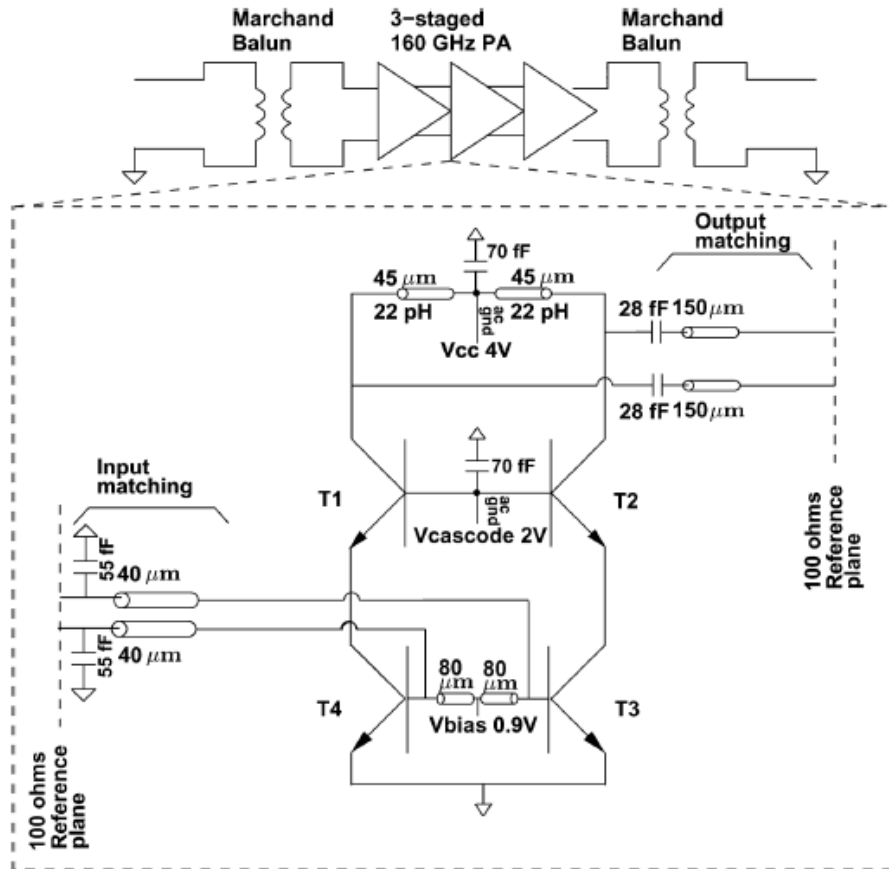 Marchand
Balun
3-staged
160 GHz PA
Marchand
Balun
70 fF
45 μm
22 pH
45 μm
22 pH
ac gnd
Vcc 4V
Output
matching
28 fF
150 μm
28 fF
150 μm
70 fF
Input
matching
T1
ac gnd
T2
Vcascode 2V
55 fF
40 μm
55 fF
40 μm
80 μm
80 μm
T4
Vbias 0.9V
T3
100 ohms
Reference
plane
100 ohms
Reference
plane